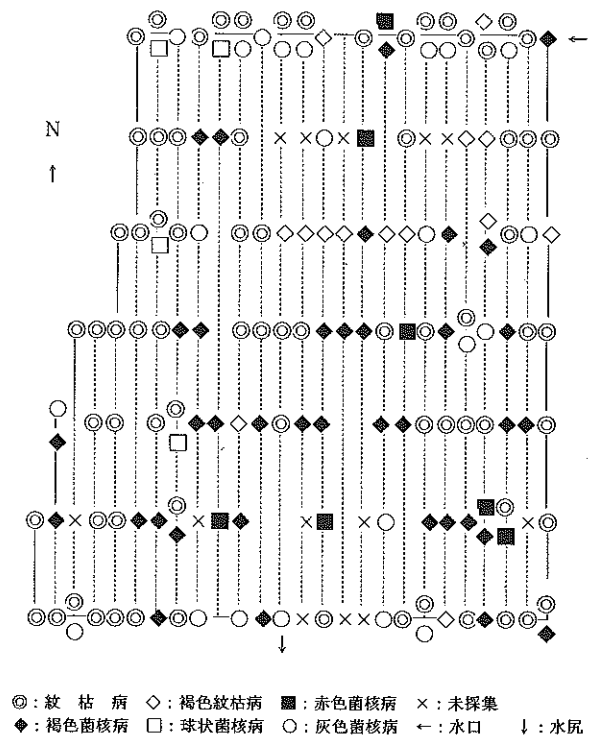 N
◎：紋枯病 ◇：褐色紋枯病 ■：赤色菌核病 ×：未採集
◆：褐色菌核病 □：球状菌核病 ○：灰色菌核病 ←：水口 ↓：水尻